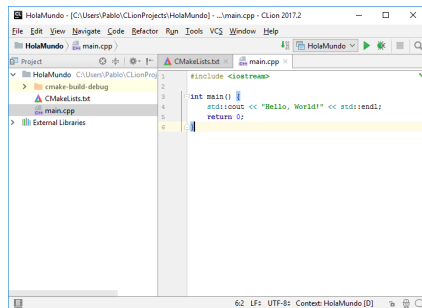 HolaMundo - [C:\Users\Pablo\CLionProjects\HolaMundo] - ...\main.cpp - CLion 2017.2
File Edit View Navigate Code Refactor Run Tools VCS Window Help
HolaMundo main.cpp HolaMundo
Project CMakeLists.txt main.cpp
HolaMundo C:\Users\Pablo\CLionProj
cmake-build-debug
CMakeLists.txt
main.cpp
External Libraries
1 #include <iostream>
2
3 int main() {
4 std::cout << "Hello, World!" << std::endl;
5 return 0;
6 }
6:2 LF UTF-8 Context: HolaMundo [D]